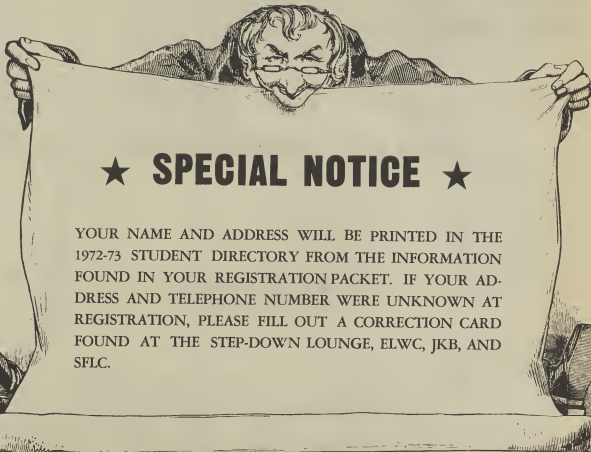 ★ SPECIAL NOTICE ★
YOUR NAME AND ADDRESS WILL BE PRINTED IN THE
1972-73 STUDENT DIRECTORY FROM THE INFORMATION
FOUND IN YOUR REGISTRATION PACKET. IF YOUR AD-
DRESS AND TELEPHONE NUMBER WERE UNKNOWN AT
REGISTRATION, PLEASE FILL OUT A CORRECTION CARD
FOUND AT THE STEP-DOWN LOUNGE, ELWC, JKB, AND
SFLC.